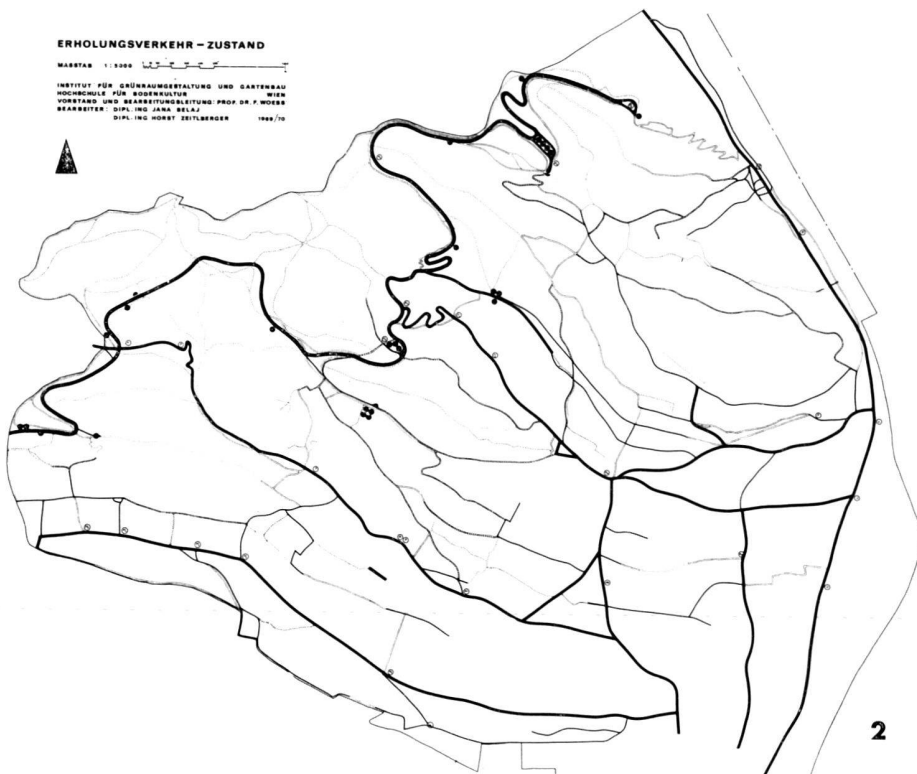 ERHOLUNGSVERKEHR – ZUSTAND
MASSTAB 1:5000
INSTITUT FÜR GRÜNRAUMGESTALTUNG UND GARTENBAU
HOCHSCHULE FÜR BODENKULTUR WIEN
VORSTAND UND BEARBEITUNGSLEITUNG: PROF. DR. F. WOESS
BEARBEITER: DIPL. ING JANA BELAJ
DIPL. ING HORST ZEITLBERGER 1969/70
2